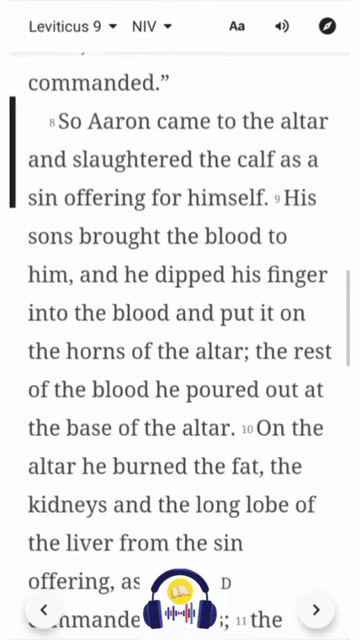 Leviticus 9 NIV Aa
commanded.”
8 So Aaron came to the altar
and slaughtered the calf as a
sin offering for himself. 9 His
sons brought the blood to
him, and he dipped his finger
into the blood and put it on
the horns of the altar; the rest
of the blood he poured out at
the base of the altar. 10 On the
altar he burned the fat, the
kidneys and the long lobe of
the liver from the sin
offering, as D
mmande ; 11 the